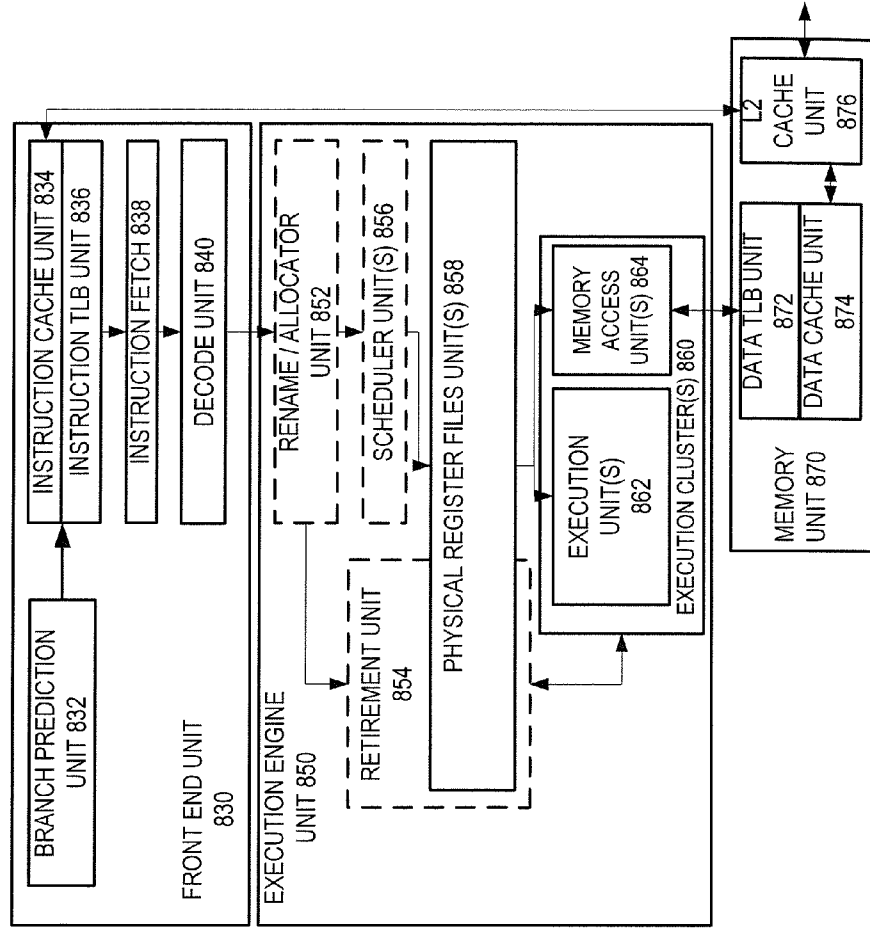 BRANCH PREDICTION
UNIT 832
INSTRUCTION CACHE UNIT 834
INSTRUCTION TLB UNIT 836
INSTRUCTION FETCH 838
DECODE UNIT 840
FRONT END UNIT
830
EXECUTION ENGINE
UNIT 850
RENAME / ALLOCATOR
UNIT 852
SCHEDULER UNIT(S) 856
RETIREMENT UNIT
854
PHYSICAL REGISTER FILES UNIT(S) 858
EXECUTION
UNIT(S)
862
MEMORY
ACCESS
UNIT(S) 864
EXECUTION CLUSTER(S) 860
MEMORY
UNIT 870
DATA TLB UNIT
872
DATA CACHE UNIT
874
L2
CACHE
UNIT
876